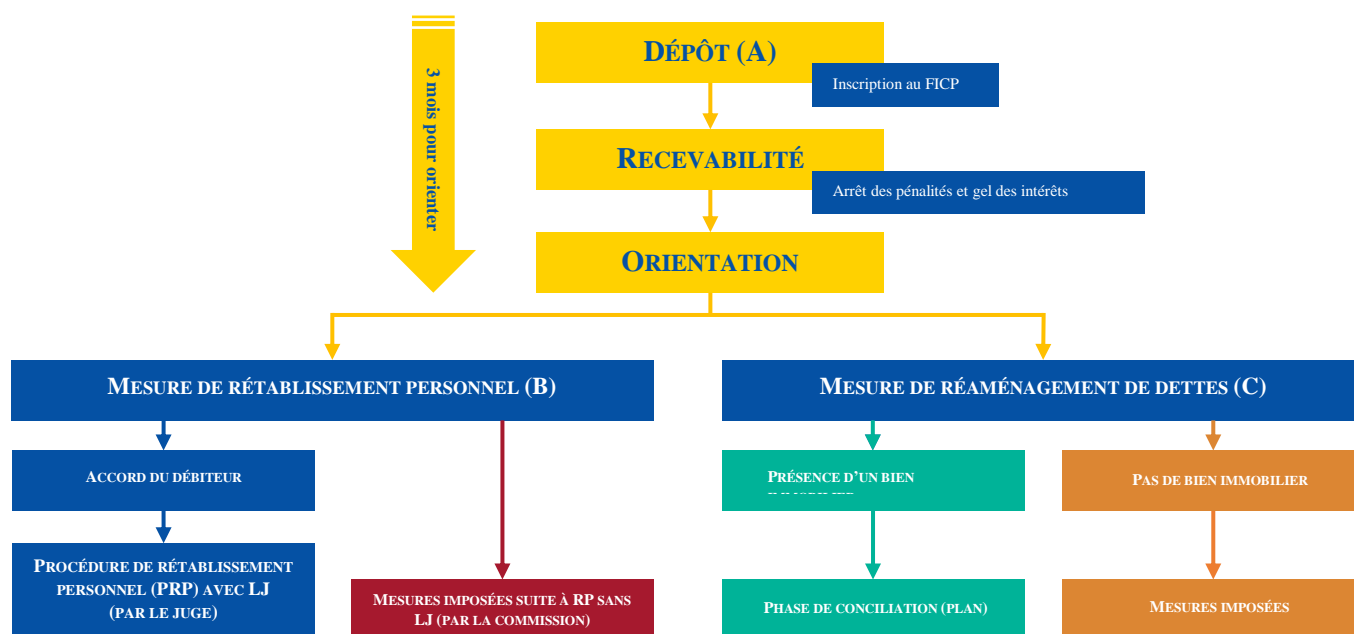 DÉPÔT (A)
Inscription au FICP
3 mois pour orienter
RECEVABILITÉ
Arrêt des pénalités et gel des intérêts
ORIENTATION
MESURE DE RÉTABLISSEMENT PERSONNEL (B)
MESURE DE RÉAMÉNAGEMENT DE DETTES (C)
ACCORD DU DÉBITEUR
PRÉSENCE D'UN BIEN
PAS DE BIEN IMMOBILIER
PROCÉDURE DE RÉTABLISSEMENT
PERSONNEL (PRP) AVEC LJ
(PAR LE JUGE)
MESURES IMPOSÉES SUITE À RP SANS
LJ (PAR LA COMMISSION)
PHASE DE CONCILIATION (PLAN)
MESURES IMPOSÉES